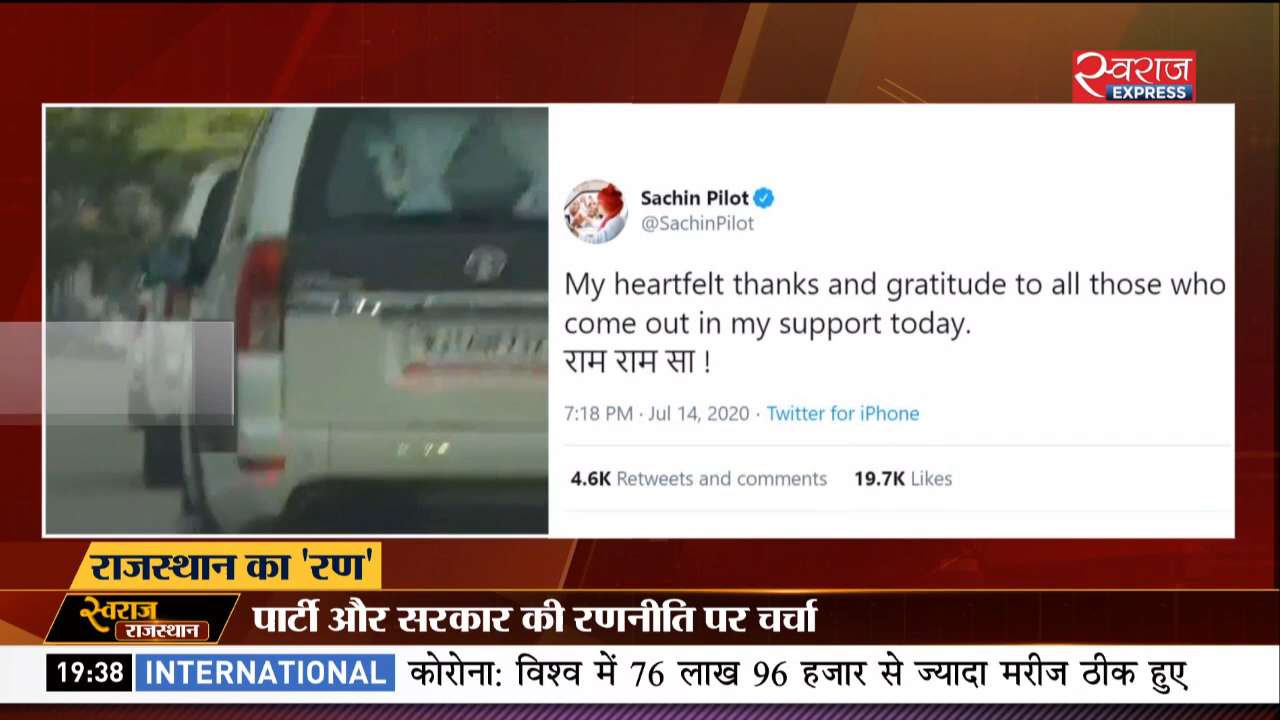 स्वराज
EXPRESS
Sachin Pilot
@SachinPilot
My heartfelt thanks and gratitude to all those who
come out in my support today.
राम राम सा !
7:18 PM · Jul 14, 2020 · Twitter for iPhone
4.6K Retweets and comments 19.7K Likes
राजस्थान का 'रण'
स्वराज
राजस्थान
पार्टी और सरकार की रणनीति पर चर्चा
19:38 INTERNATIONAL कोरोना: विश्व में 76 लाख 96 हजार से ज्यादा मरीज ठीक हुए